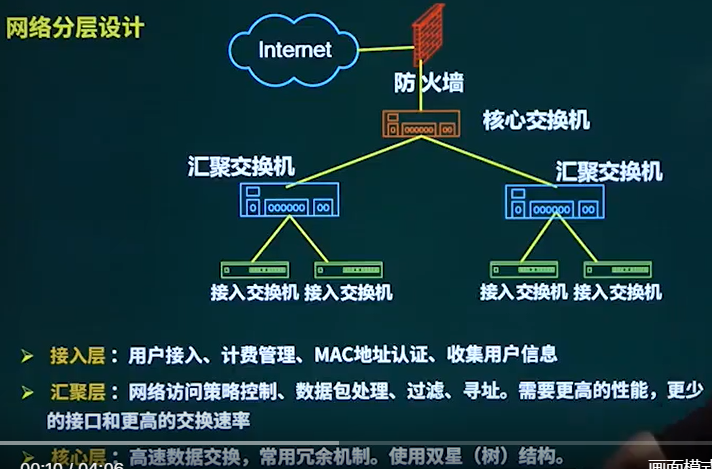 网络分层设计
Internet
防火墙
核心交换机
汇聚交换机
汇聚交换机
接入交换机 接入交换机
接入交换机 接入交换机
➢ 接入层：用户接入、计费管理、MAC地址认证、收集用户信息
➢ 汇聚层：网络访问策略控制、数据包处理、过滤、寻址。需要更高的性能，更少
的接口和更高的交换速率
➢ 核心层：高速数据交换，常用冗余机制。使用双星（树）结构。
00:10 / 04:06
画面模式